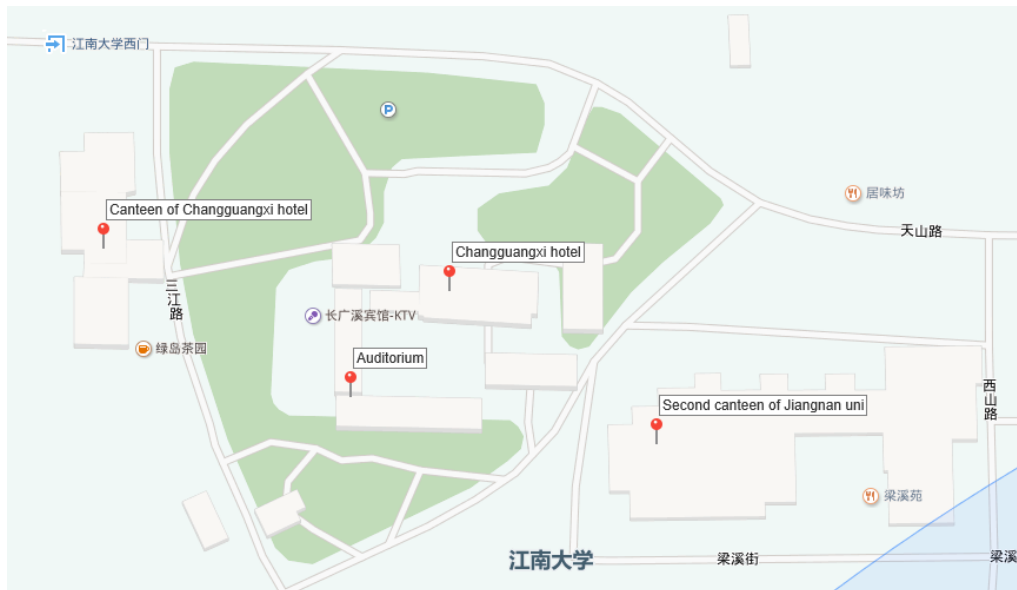 江南大学西门
P
居味坊
Canteen of Changguangxi hotel
天山路
Changguangxi hotel
三江路
长广溪宾馆-KTV
绿岛茶园
Auditorium
西山路
Second canteen of Jiangnan uni
梁溪苑
江南大学
梁溪街
梁溪